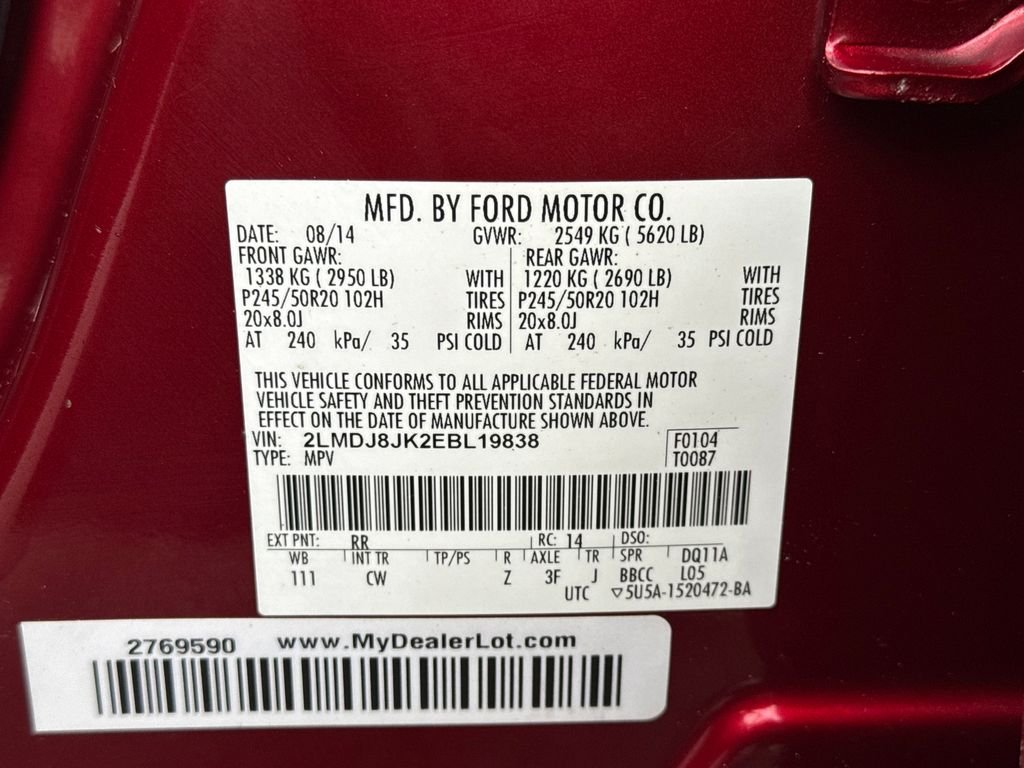 MFD. BY FORD MOTOR CO.
DATE: 08/14 GVWR: 2549 KG ( 5620 LB)
FRONT GAWR: REAR GAWR:
1338 KG ( 2950 LB) WITH 1220 KG ( 2690 LB) WITH
P245/50R20 102H TIRES P245/50R20 102H TIRES
20x8.0J RIMS 20x8.0J RIMS
AT 240 kPa/ 35 PSI COLD AT 240 kPa/ 35 PSI COLD
THIS VEHICLE CONFORMS TO ALL APPLICABLE FEDERAL MOTOR
VEHICLE SAFETY AND THEFT PREVENTION STANDARDS IN
EFFECT ON THE DATE OF MANUFACTURE SHOWN ABOVE.
VIN: 2LMDJ8JK2EBL19838 F0104
TYPE: MPV T0087
EXT PNT: RR RC: 14 DSO:
WB INT TR TP/PS R AXLE TR SPR DQ11A
111 CW Z 3F J BBCC L05
UTC ▽5U5A-1520472-BA
2769590 www.MyDealerLot.com